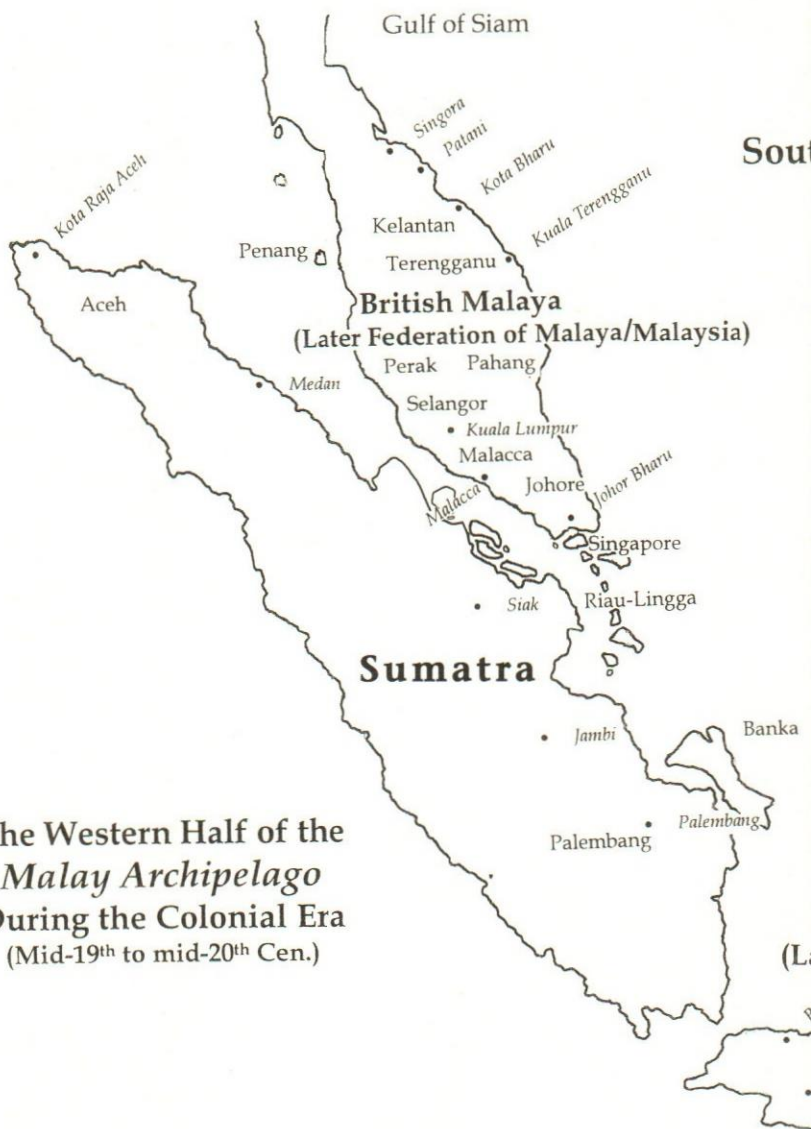 Gulf of Siam
Singora
Patani
Sout
Kota Bharu
Kota Raja Aceh
Kuala Terengganu
Kelantan
Penang
Terengganu
Aceh
British Malaya
(Later Federation of Malaya/Malaysia)
Perak Pahang
Medan
Selangor
Kuala Lumpur
Malacca
Johore
Johor Bharu
Malacca
Singapore
Siak
Riau-Lingga
Sumatra
Jambi
Banka
Palembang
Palembang
he Western Half of the
Malay Archipelago
During the Colonial Era
(Mid-19th to mid-20th Cen.)
(La